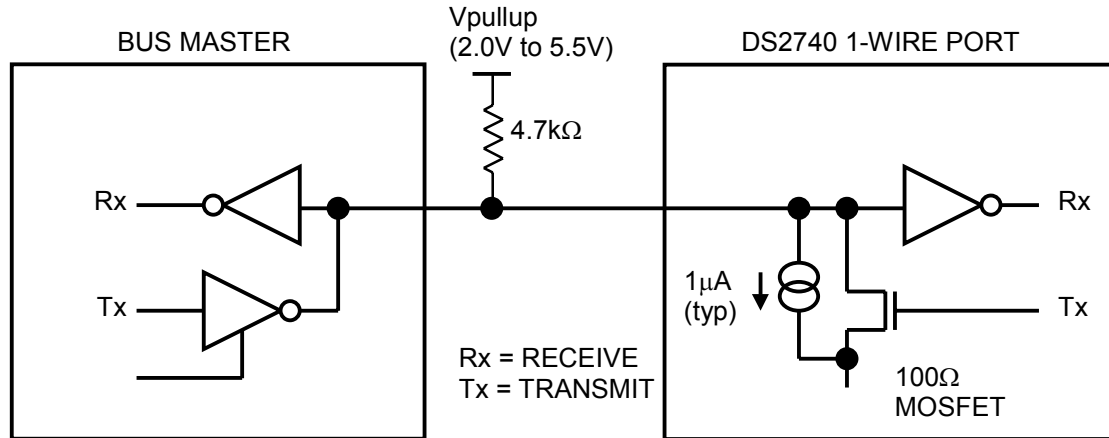 Vpullup
(2.0V to 5.5V)
BUS MASTER
DS2740 1-WIRE PORT
4.7kΩ
Rx
Rx
1μA
(typ)
Tx
Tx
Rx = RECEIVE
Tx = TRANSMIT
100Ω
MOSFET